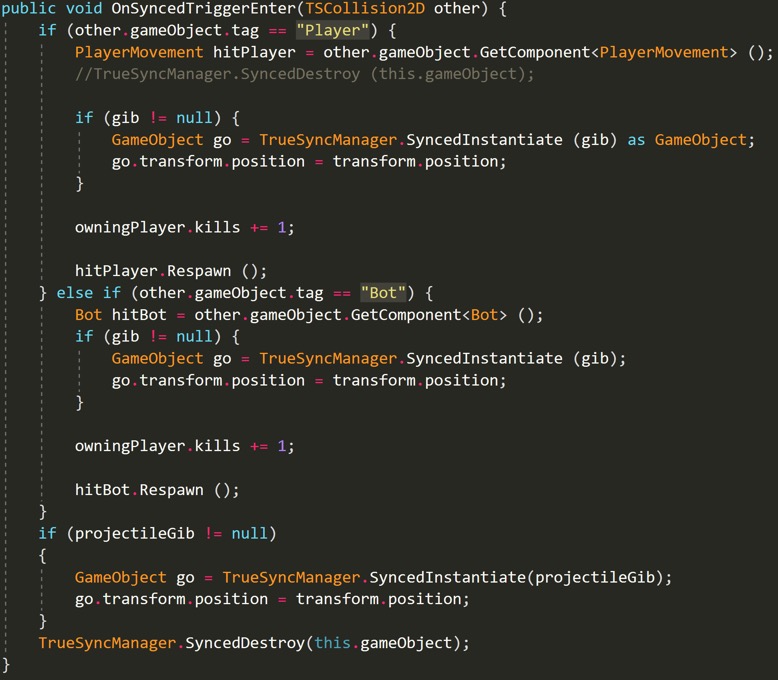 public void OnSyncedTriggerEnter(TSCollision2D other) {
if (other.gameObject.tag == "Player") {
PlayerMovement hitPlayer = other.gameObject.GetComponent<PlayerMovement> ();
//TrueSyncManager.SyncedDestroy (this.gameObject);
if (gib != null) {
GameObject go = TrueSyncManager.SyncedInstantiate (gib) as GameObject;
go.transform.position = transform.position;
}
owningPlayer.kills += 1;
hitPlayer.Respawn ();
} else if (other.gameObject.tag == "Bot") {
Bot hitBot = other.gameObject.GetComponent<Bot> ();
if (gib != null) {
GameObject go = TrueSyncManager.SyncedInstantiate (gib);
go.transform.position = transform.position;
}
owningPlayer.kills += 1;
hitBot.Respawn ();
}
if (projectileGib != null)
{
GameObject go = TrueSyncManager.SyncedInstantiate(projectileGib);
go.transform.position = transform.position;
}
TrueSyncManager.SyncedDestroy(this.gameObject);
}